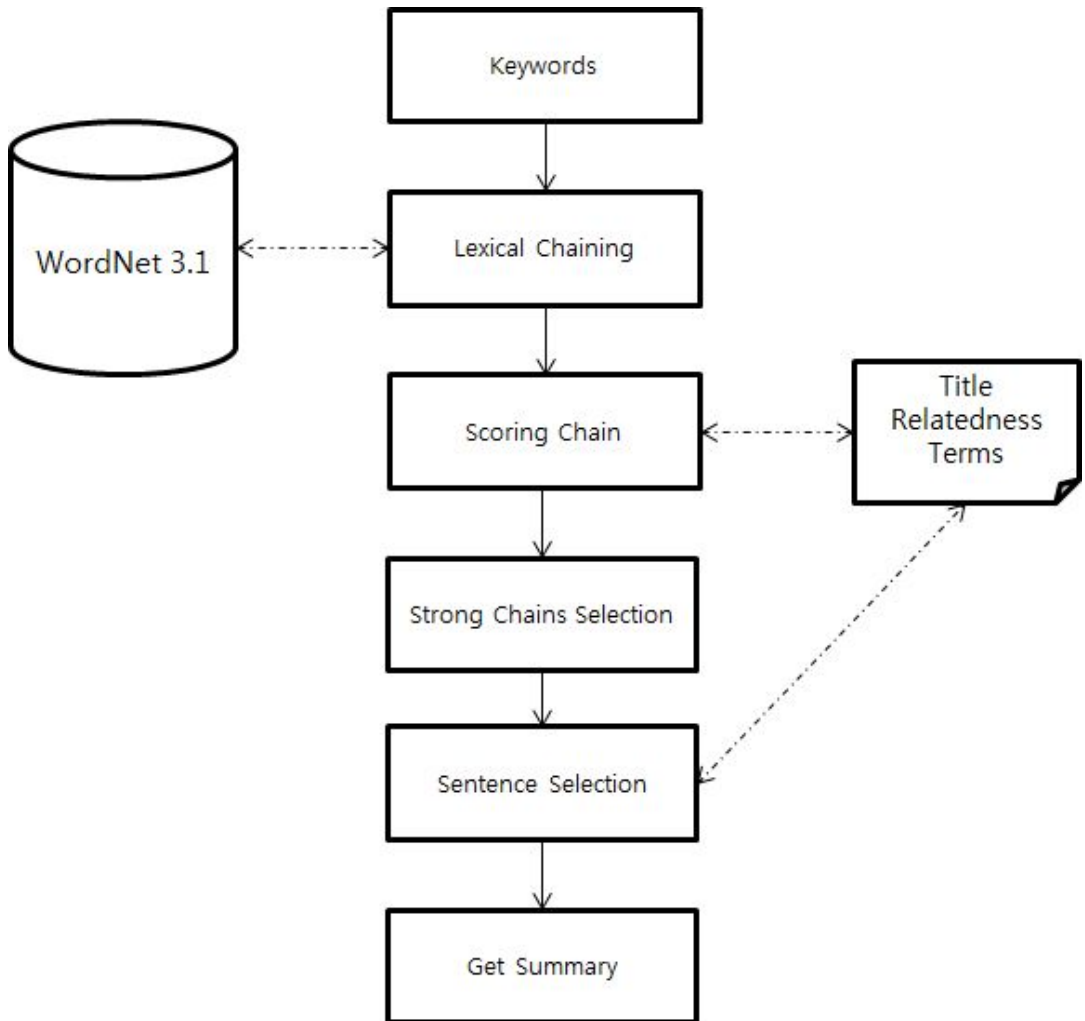 Keywords
WordNet 3.1
Lexical Chaining
Scoring Chain
Title
Relatedness
Terms
Strong Chains Selection
Sentence Selection
Get Summary